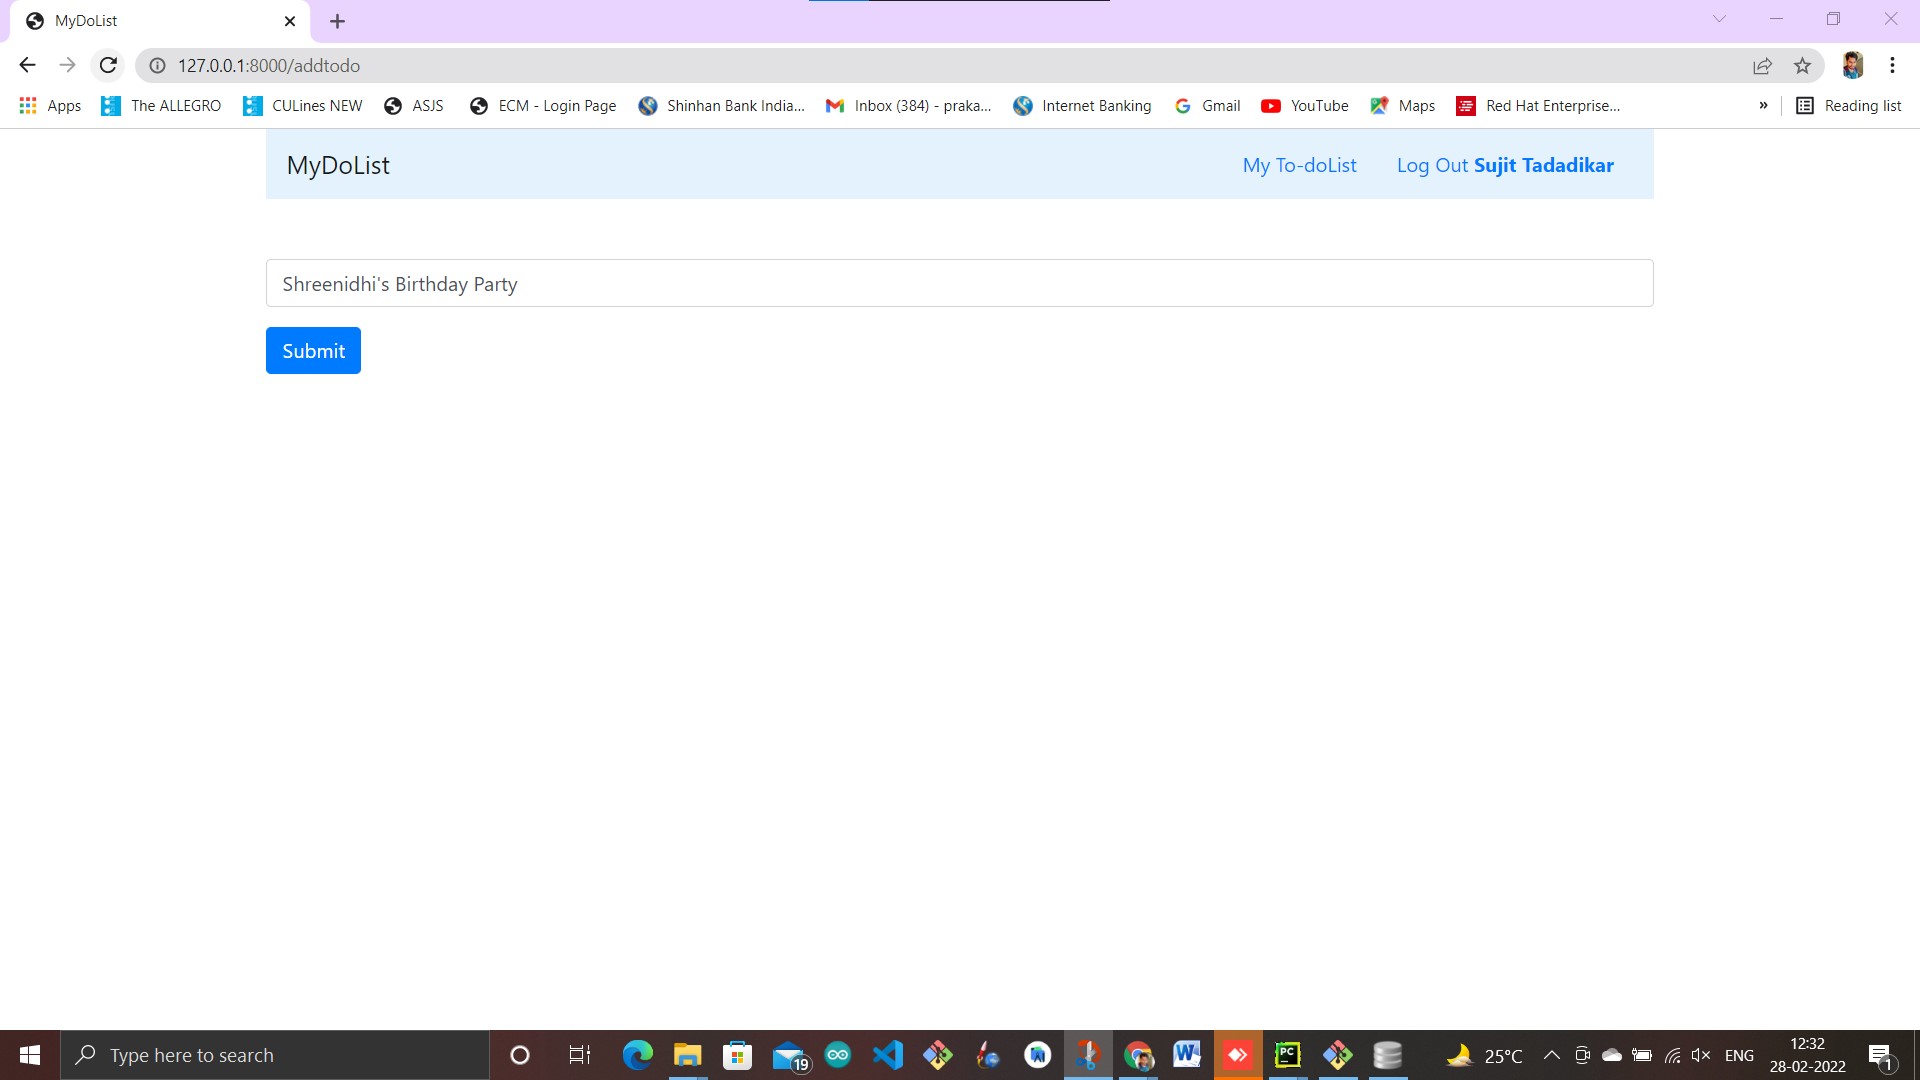 MyDoList
127.0.0.1:8000/addtodo
Apps The ALLEGRO CULines NEW ASJS ECM - Login Page Shinhan Bank India... Inbox (384) - praka... Internet Banking Gmail YouTube Maps Red Hat Enterprise... » Reading list
MyDoList My To-doList Log Out Sujit Tadadikar
Shreenidhi's Birthday Party
Submit
Type here to search 19 PC 25°C ENG 12:32 1
28-02-2022